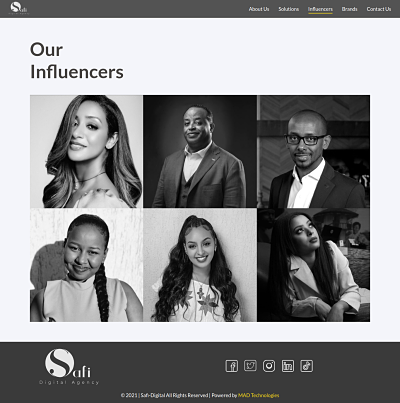 Safi
About Us Solutions Influencers Brands Contact Us
Our
Influencers
Safi
Digital Agency
© 2021 | Safi-Digital All Rights Reserved | Powered by MAD Technologies